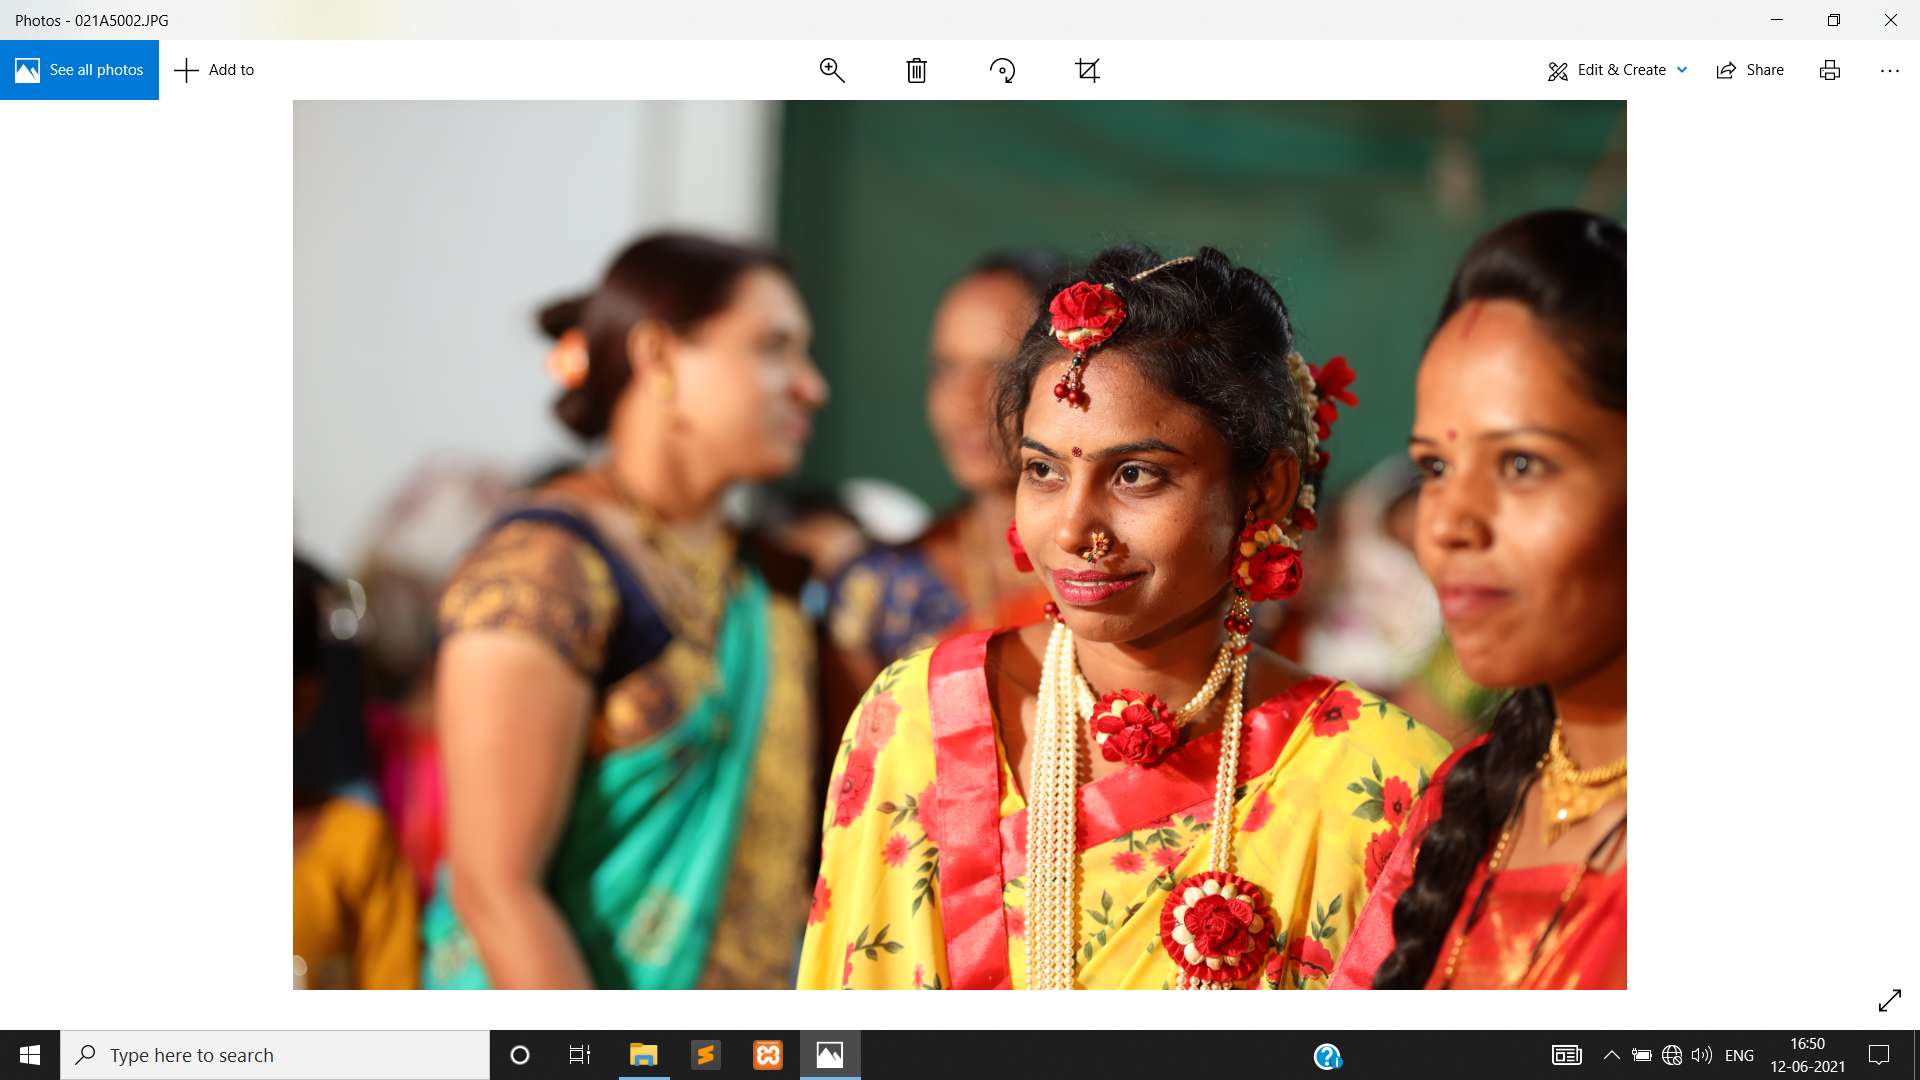 Photos - 021A5002.JPG
See all photos
Add to
Edit & Create
Share
Type here to search
ENG
16:50
12-06-2021